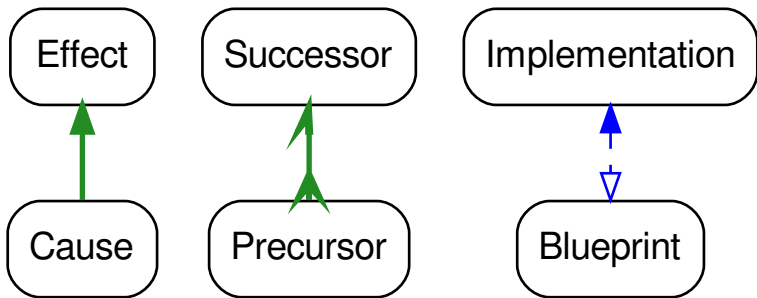 Effect
Successor
Implementation
Cause
Precursor
Blueprint